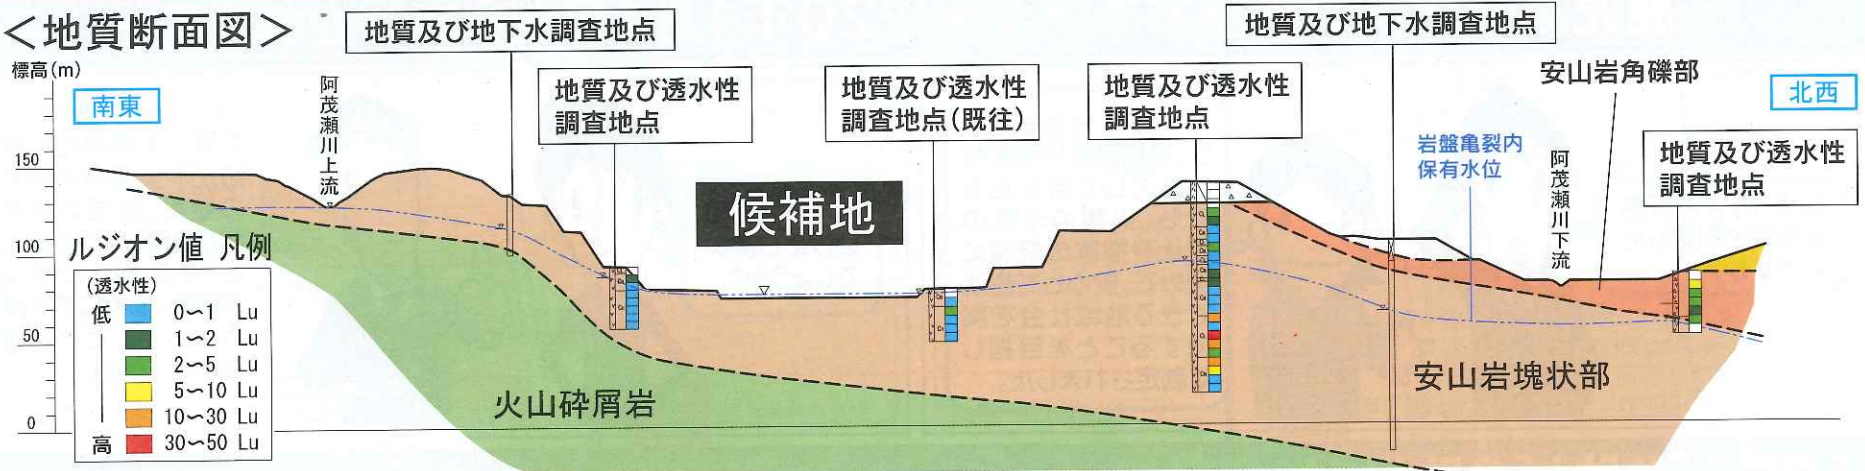 <地質断面図>
標高(m)
南東
阿茂瀬川上流
地質及び地下水調査地点
地質及び透水性
調査地点
地質及び透水性
調査地点(既往)
地質及び透水性
調査地点
地質及び地下水調査地点
安山岩角礫部
北西
岩盤亀裂内
保有水位
阿茂瀬川下流
地質及び透水性
調査地点
候補地
150
100
50
0
ルジオン値 凡例
(透水性)
低 0~1 Lu
1~2 Lu
2~5 Lu
5~10 Lu
10~30 Lu
高 30~50 Lu
火山砕屑岩
安山岩塊状部